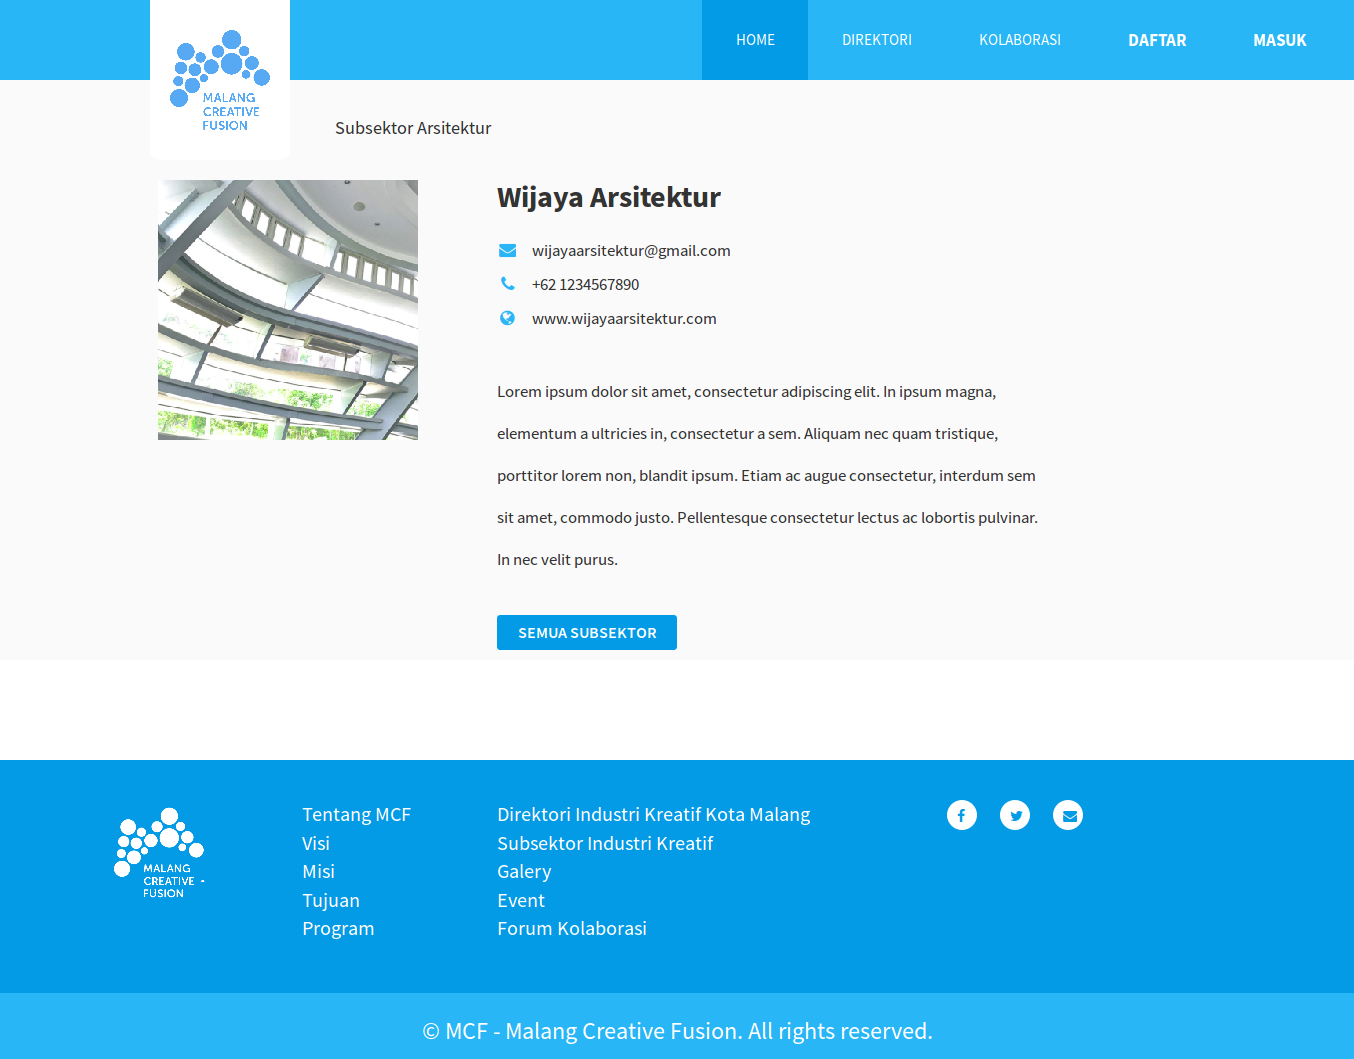 HOME
DIREKTORI
KOLABORASI
DAFTAR
MASUK
MALANG
CREATIVE
FUSION
Subsektor Arsitektur
Wijaya Arsitektur
wijayaarsitektur@gmail.com
+62 1234567890
www.wijayaarsitektur.com
Lorem ipsum dolor sit amet, consectetur adipiscing elit. In ipsum magna,
elementum a ultricies in, consectetur a sem. Aliquam nec quam tristique,
porttitor lorem non, blandit ipsum. Etiam ac augue consectetur, interdum sem
sit amet, commodo justo. Pellentesque consectetur lectus ac lobortis pulvinar.
In nec velit purus.
SEMUA SUBSEKTOR
MALANG
CREATIVE -
FUSION
Tentang MCF
Visi
Misi
Tujuan
Program
Direktori Industri Kreatif Kota Malang
Subsektor Industri Kreatif
Galery
Event
Forum Kolaborasi
© MCF - Malang Creative Fusion. All rights reserved.